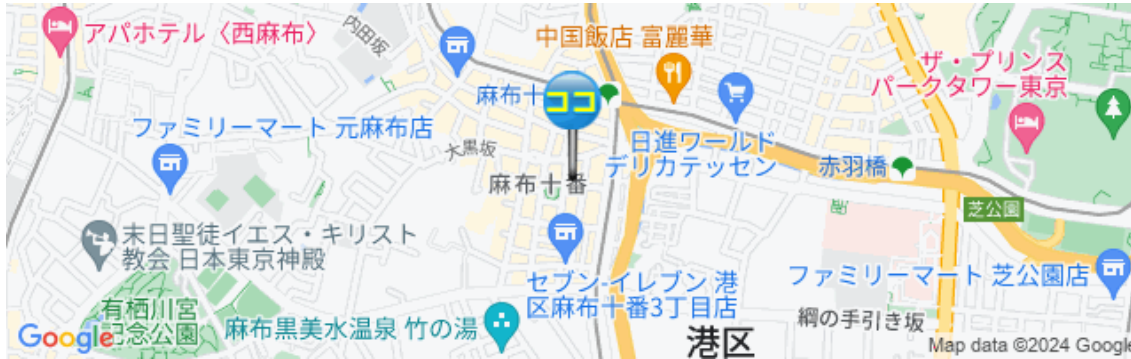 アパホテル〈西麻布〉
内田坂
中国飯店 富麗華
ザ・プリンス
パークタワー東京
麻布十
ココ
ファミリーマート 元麻布店
大黒坂
日進ワールド
デリカテッセン
赤羽橋
麻布十番
芝公園
末日聖徒イエス・キリスト
教会 日本東京神殿
セブン-イレブン 港
区麻布十番3丁目店
ファミリーマート 芝公園店
有栖川宮
記念公園
麻布黒美水温泉 竹の湯
綱の手引き坂
港区
Google
Map data ©2024 Google